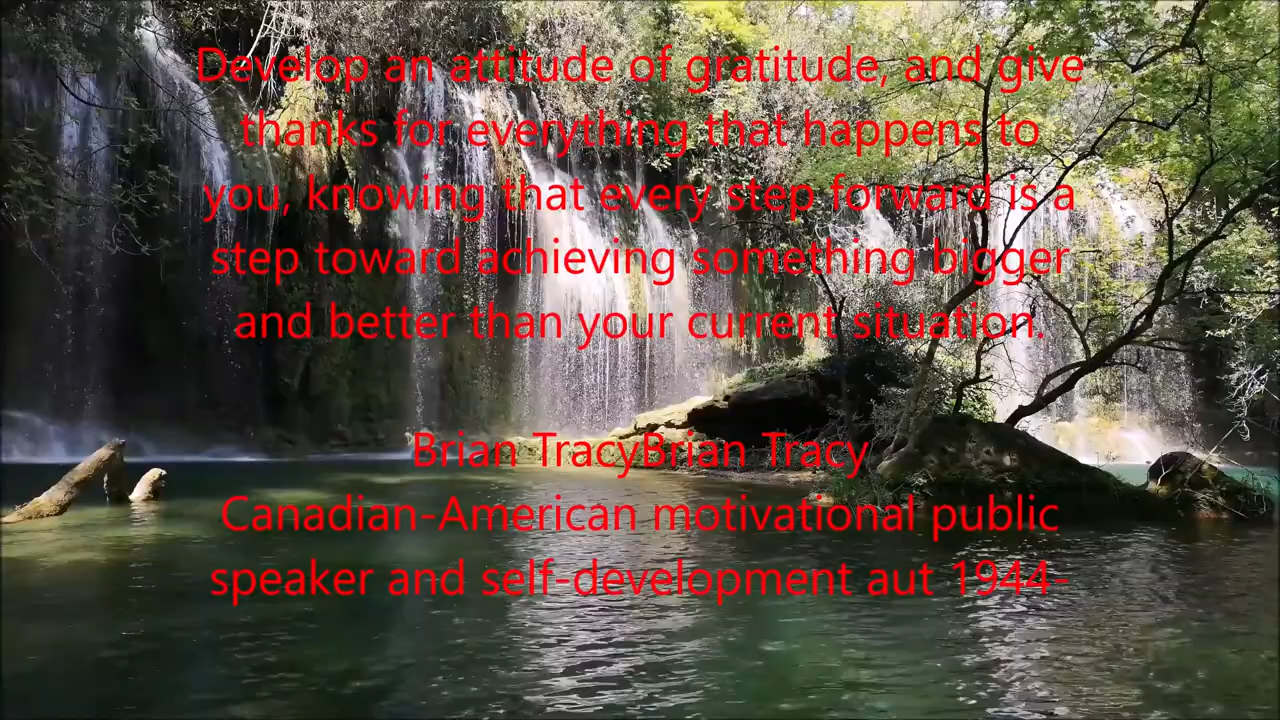 Develop an attitude of gratitude, and give
thanks for everything that happens to
you, knowing that every step forward is a
step toward achieving something bigger
and better than your current situation.
Brian TracyBrian Tracy
Canadian-American motivational public
speaker and self-development aut 1944-